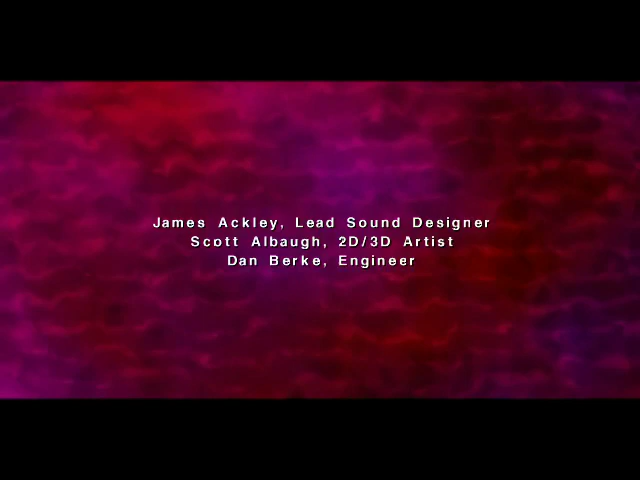 James Ackley, Lead Sound Designer
Scott Albaugh, 2D/3D Artist
Dan Berke, Engineer